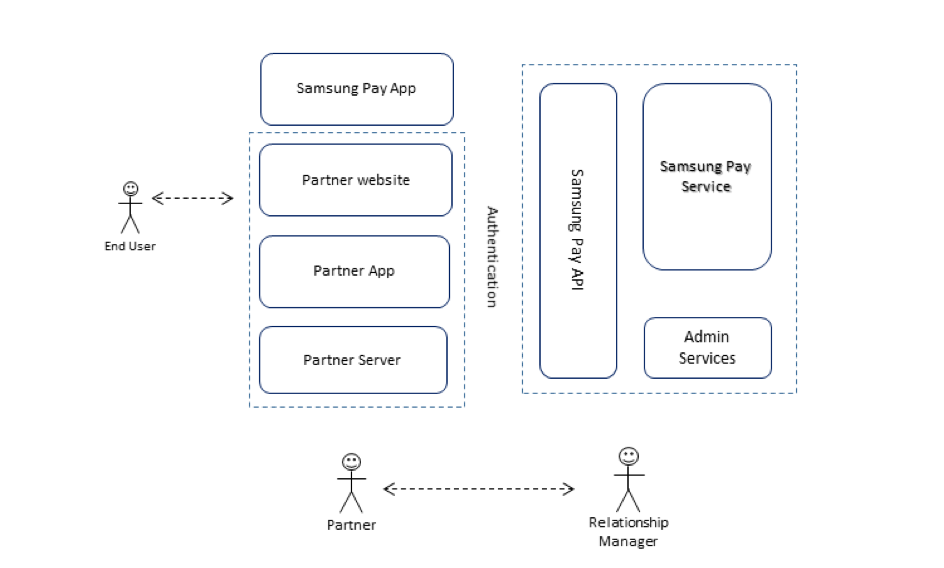 Samsung Pay App
Partner website
End User
Partner App
Partner Server
Authentication
Samsung Pay API
Samsung Pay
Service
Admin
Services
Partner
Relationship
Manager